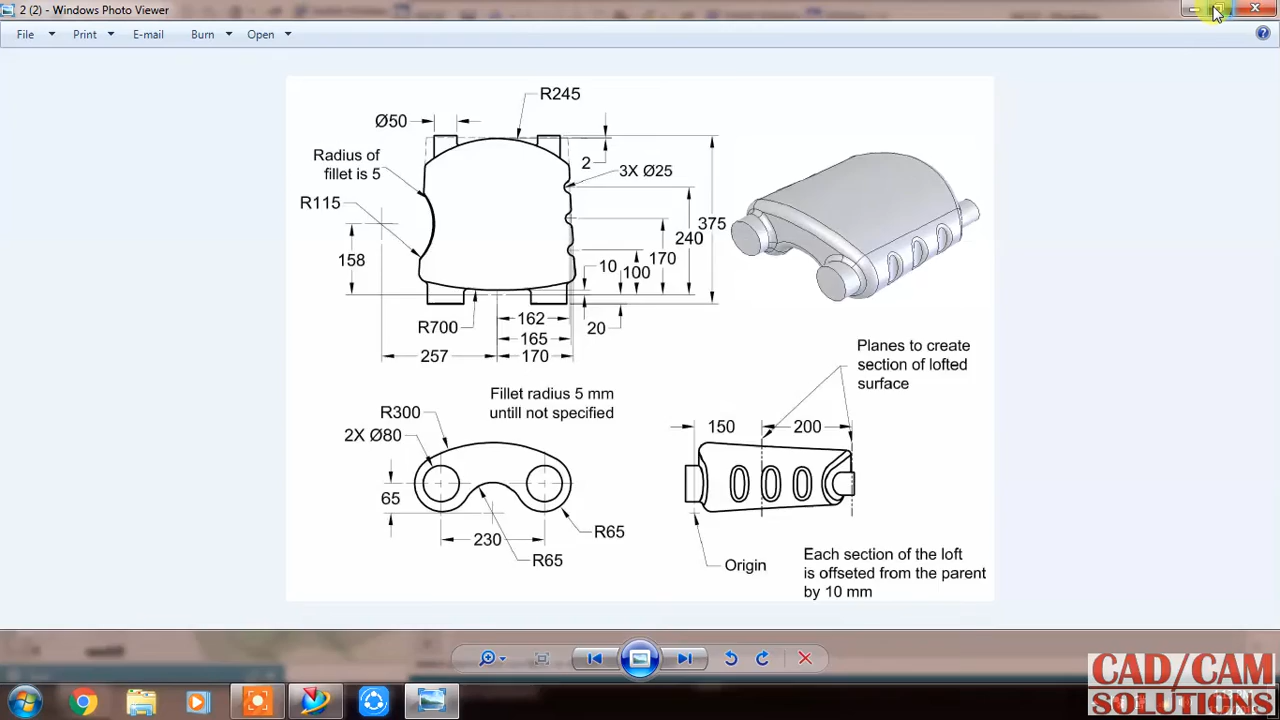 2 (2) - Windows Photo Viewer
File Print E-mail Burn Open
R245
Ø50
Radius of
fillet is 5
2
3X Ø25
R115
375
240
158
170
10
100
162
R700
20
165
257
170
Planes to create
section of lofted
surface
Fillet radius 5 mm
untill not specified
R300
2X Ø80
150
200
65
R65
230
R65
Origin
Each section of the loft
is offseted from the parent
by 10 mm
CAD/CAM
SOLUTIONS